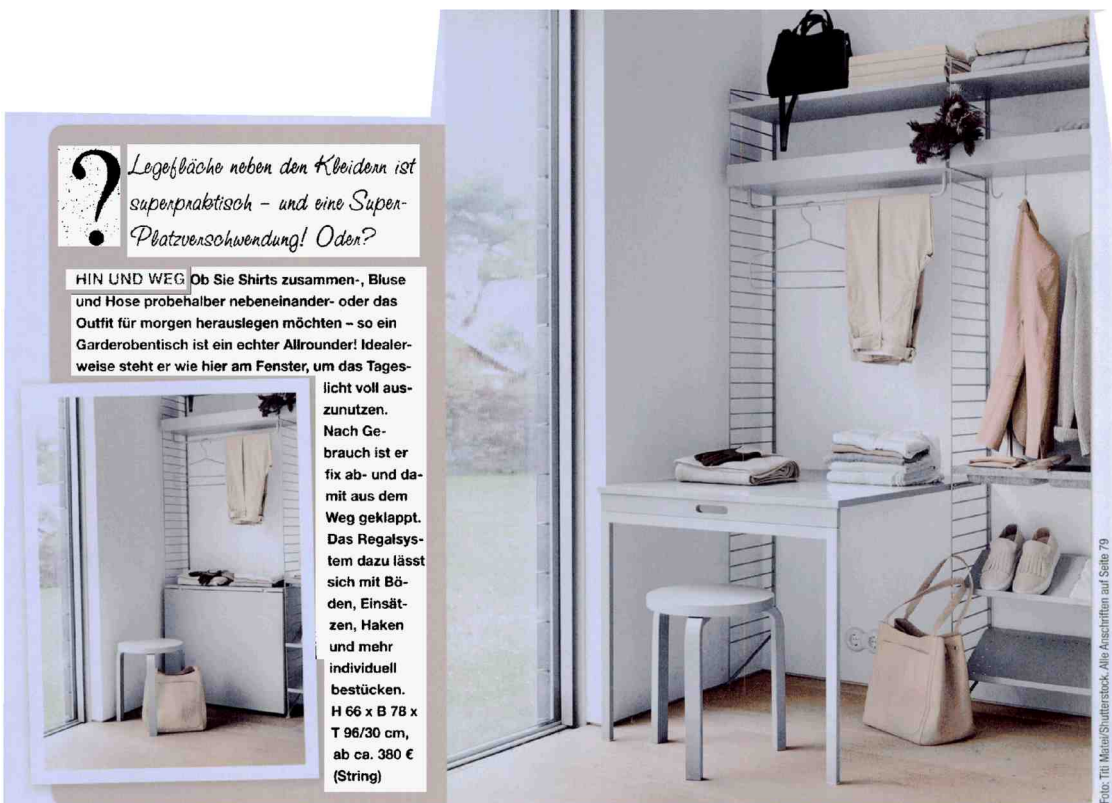 ?
Legefläche neben den Kleidern ist
superpraktisch – und eine Super-
Platzverschwendung! Oder?
HIN UND WEG Ob Sie Shirts zusammen-, Bluse
und Hose probehalber nebeneinander- oder das
Outfit für morgen herauslegen möchten – so ein
Garderobentisch ist ein echter Allrounder! Idealer-
weise steht er wie hier am Fenster, um das Tages-
licht voll aus-
zunutzen.
Nach Ge-
brauch ist er
fix ab- und da-
mit aus dem
Weg geklappt.
Das Regalsys-
tem dazu lässt
sich mit Bö-
den, Einsät-
zen, Haken
und mehr
individuell
bestücken.
H 66 x B 78 x
T 96/30 cm,
ab ca. 380 €
(String)
Foto: Titi Matei/Shutterstock. Alle Anschriften auf Seite 79